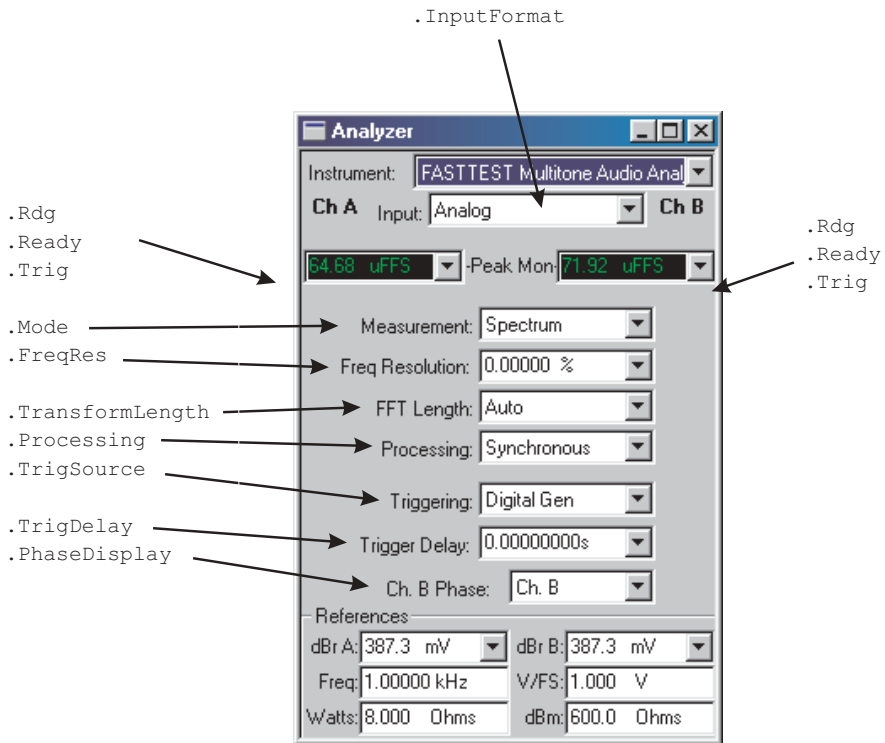 .InputFormat
Analyzer
Instrument: FASTTEST Multitone Audio Anal
Ch A Input: Analog Ch B
.Rdg
.Ready
.Trig
64.68 uFFS -Peak Mon- 71.92 uFFS
.Rdg
.Ready
.Trig
.Mode
Measurement: Spectrum
.FreqRes
Freq Resolution: 0.00000 %
.TransformLength
FFT Length: Auto
.Processing
Processing: Synchronous
.TrigSource
Triggering: Digital Gen
.TrigDelay
Trigger Delay: 0.00000000s
.PhaseDisplay
Ch. B Phase: Ch. B
References
dBr A: 387.3 mV dBr B: 387.3 mV
Freq: 1.00000 kHz V/FS: 1.000 V
Watts: 8.000 Ohms dBm: 600.0 Ohms